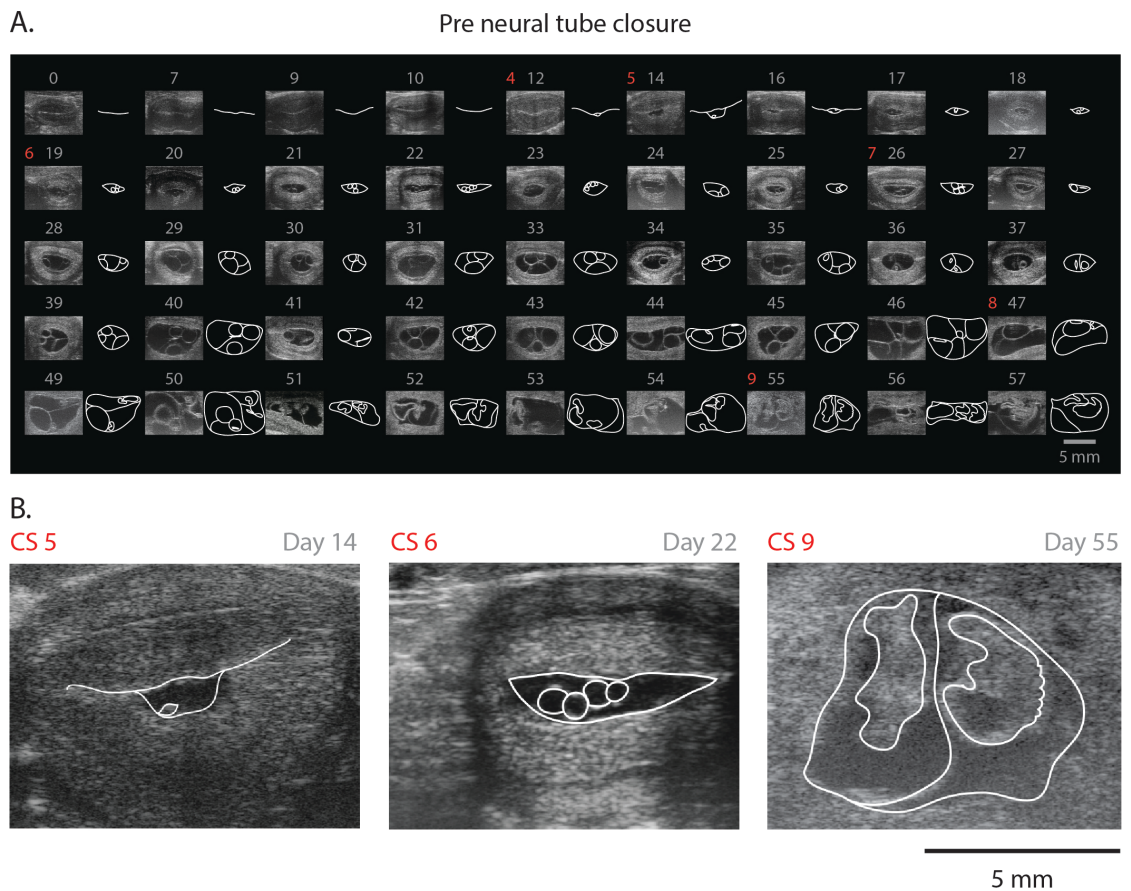 A.
Pre neural tube closure
0 7 9 10 4 12 5 14 16 17 18
6 19 20 21 22 23 24 25 7 26 27
28 29 30 31 33 34 35 36 37
39 40 41 42 43 44 45 46 8 47
49 50 51 52 53 54 9 55 56 57
5 mm
B.
CS 5 Day 14 CS 6 Day 22 CS 9 Day 55
5 mm